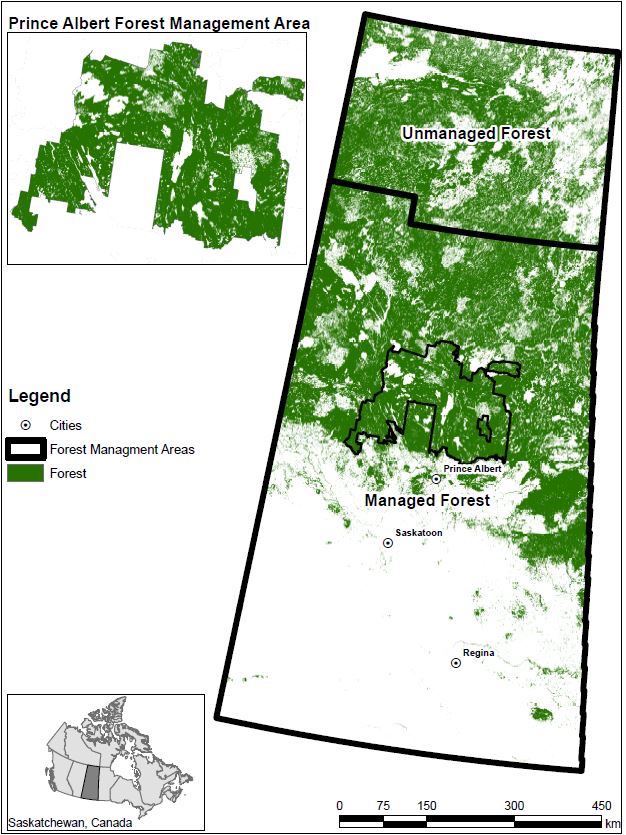 Prince Albert Forest Management Area
Unmanaged Forest
Legend
Cities
Forest Managment Areas
Forest
Prince Albert
Managed Forest
Saskatoon
Regina
Saskatchewan, Canada
0 75 150 300 450
km